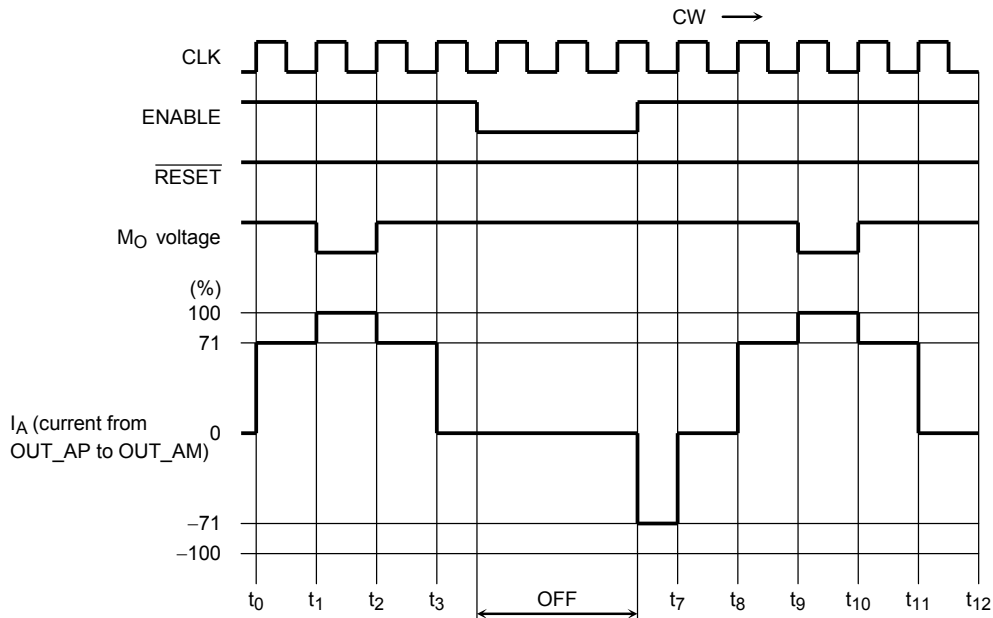 CW →
CLK
ENABLE
RESET
MO voltage
(%)
100
71
IA (current from
OUT_AP to OUT_AM)
0
−71
−100
t0 t1 t2 t3 OFF t7 t8 t9 t10 t11 t12